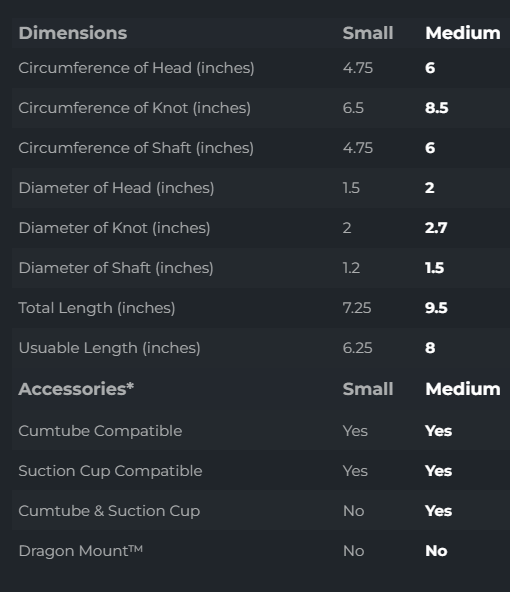 Dimensions Small Medium
Circumference of Head (inches) 4.75 6
Circumference of Knot (inches) 6.5 8.5
Circumference of Shaft (inches) 4.75 6
Diameter of Head (inches) 1.5 2
Diameter of Knot (inches) 2 2.7
Diameter of Shaft (inches) 1.2 1.5
Total Length (inches) 7.25 9.5
Usuable Length (inches) 6.25 8
Accessories* Small Medium
Cumtube Compatible Yes Yes
Suction Cup Compatible Yes Yes
Cumtube & Suction Cup No Yes
Dragon Mount™ No No